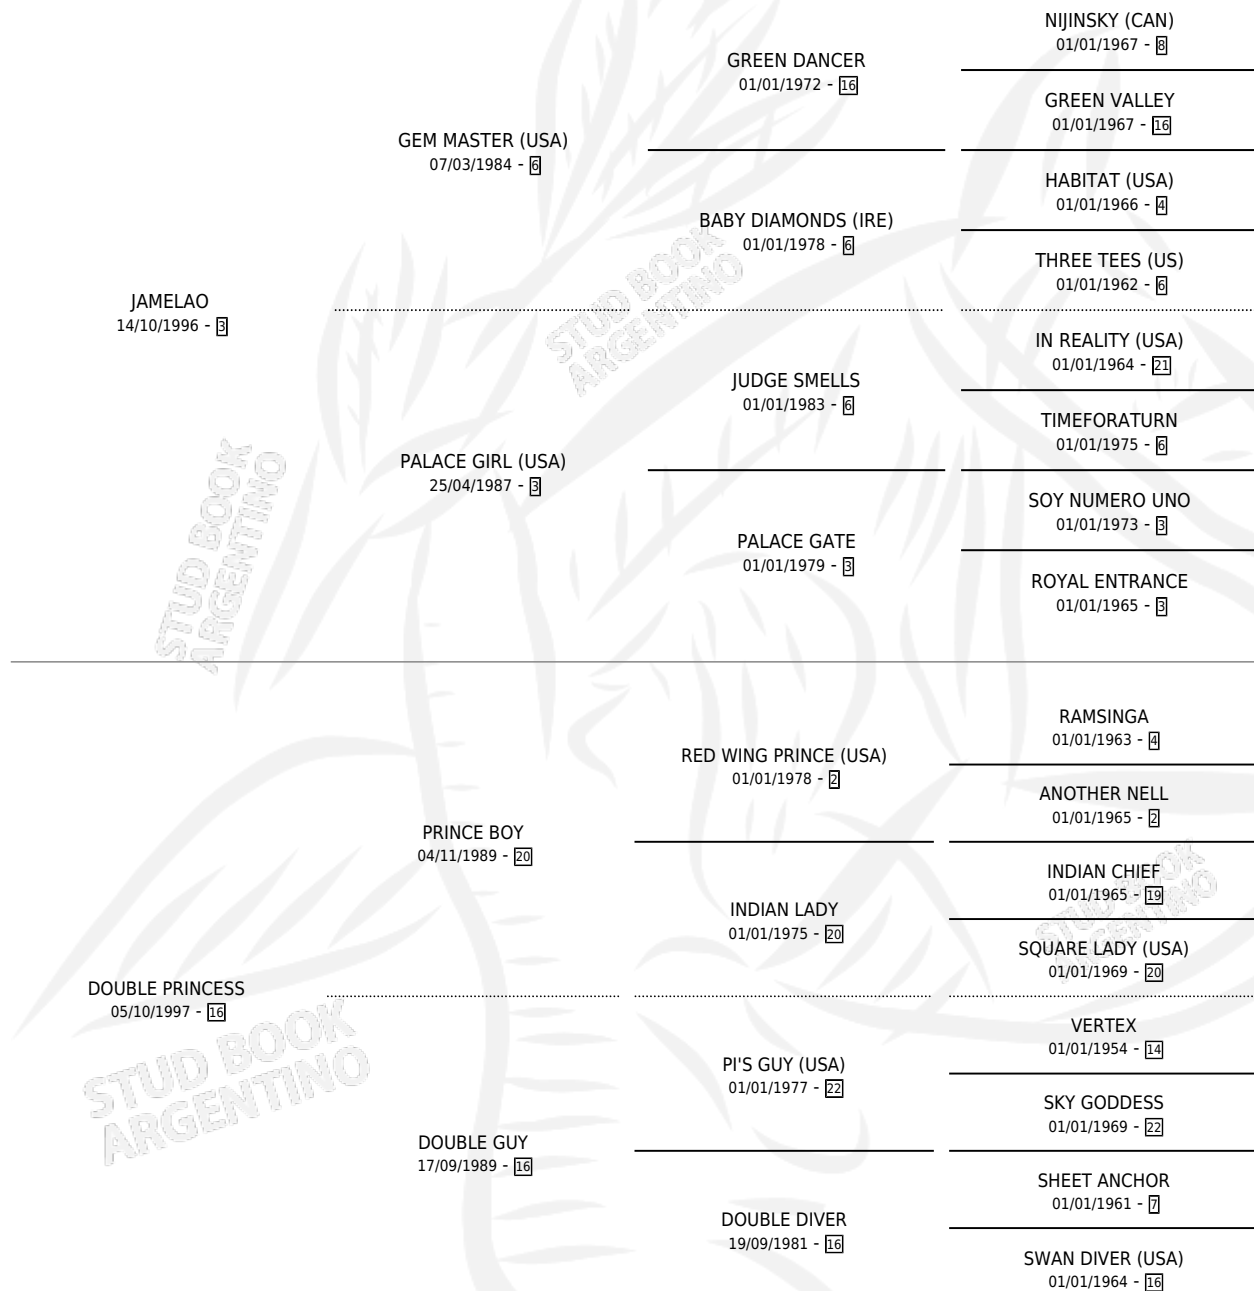 NIJINSKY (CAN)
01/01/1967 - 8
GREEN DANCER
01/01/1972 - 16
GREEN VALLEY
01/01/1967 - 16
GEM MASTER (USA)
07/03/1984 - 6
HABITAT (USA)
01/01/1966 - 4
BABY DIAMONDS (IRE)
01/01/1978 - 6
THREE TEES (US)
01/01/1962 - 6
JAMELAO
14/10/1996 - 3
IN REALITY (USA)
01/01/1964 - 21
JUDGE SMELLS
01/01/1983 - 6
TIMEFORATURN
01/01/1975 - 6
PALACE GIRL (USA)
25/04/1987 - 3
SOY NUMERO UNO
01/01/1973 - 3
PALACE GATE
01/01/1979 - 3
ROYAL ENTRANCE
01/01/1965 - 3
RAMSINGA
01/01/1963 - 4
RED WING PRINCE (USA)
01/01/1978 - 2
ANOTHER NELL
01/01/1965 - 2
PRINCE BOY
04/11/1989 - 20
INDIAN CHIEF
01/01/1965 - 19
INDIAN LADY
01/01/1975 - 20
SQUARE LADY (USA)
01/01/1969 - 20
DOUBLE PRINCESS
05/10/1997 - 16
VERTEX
01/01/1954 - 14
PI'S GUY (USA)
01/01/1977 - 22
SKY GODDESS
01/01/1969 - 22
DOUBLE GUY
17/09/1989 - 16
SHEET ANCHOR
01/01/1961 - 7
DOUBLE DIVER
19/09/1981 - 16
SWAN DIVER (USA)
01/01/1964 - 16
STUD BOOK
ARGENTINO
STUD BOOK
ARGENTINO
STUD BOOK
ARGENTINO
STUD BOOK
ARGENTINO